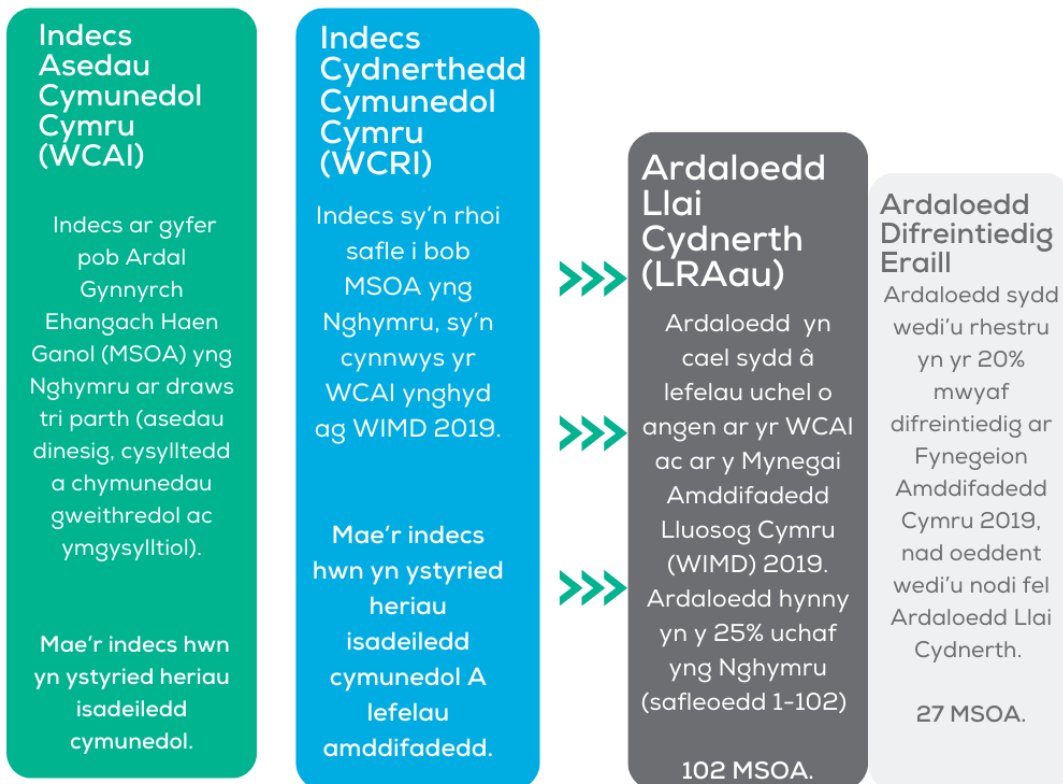 Indecs
Asedau
Cymunedol
Cymru
(WCAI)
Indecs ar gyfer
pob Ardal
Gynnyrch
Ehangach Haen
Ganol (MSOA) yng
Nghymru ar draws
tri parth (asedau
dinesig, cysylltedd
a chymunedau
gweithredol ac
ymgysylltiol).
Mae'r indecs hwn
yn ystyried heriau
isadeiledd
cymunedol.
Indecs
Cydnerthedd
Cymunedol
Cymru
(WCRI)
Indecs sy'n rhoi
safle i bob
MSOA yng
Nghymru, sy'n
cynnwys yr
WCAI ynghyd
ag WIMD 2019.
Mae'r indecs
hwn yn ystyried
heriau
isadeiledd
cymunedol A
lefelau
amddifadedd.
Ardaloedd
Llai
Cydnerth
(LRAau)
Ardaloedd yn
cael sydd â
lefelau uchel o
angen ar yr WCAI
ac ar y Mynegai
Amddifadedd
Lluosog Cymru
(WIMD) 2019.
Ardaloedd hynny
yn y 25% uchaf
yng Nghymru
(safleoedd 1-102)
102 MSOA.
Ardaloedd
Difreintiedig
Eraill
Ardaloedd sydd
wedi'u rhestru
yn yr 20%
mwyaf
difreintiedig ar
Fynegeion
Amddifadedd
Cymru 2019,
nad oeddent
wedi'u nodi fel
Ardaloedd Llai
Cydnerth.
27 MSOA.